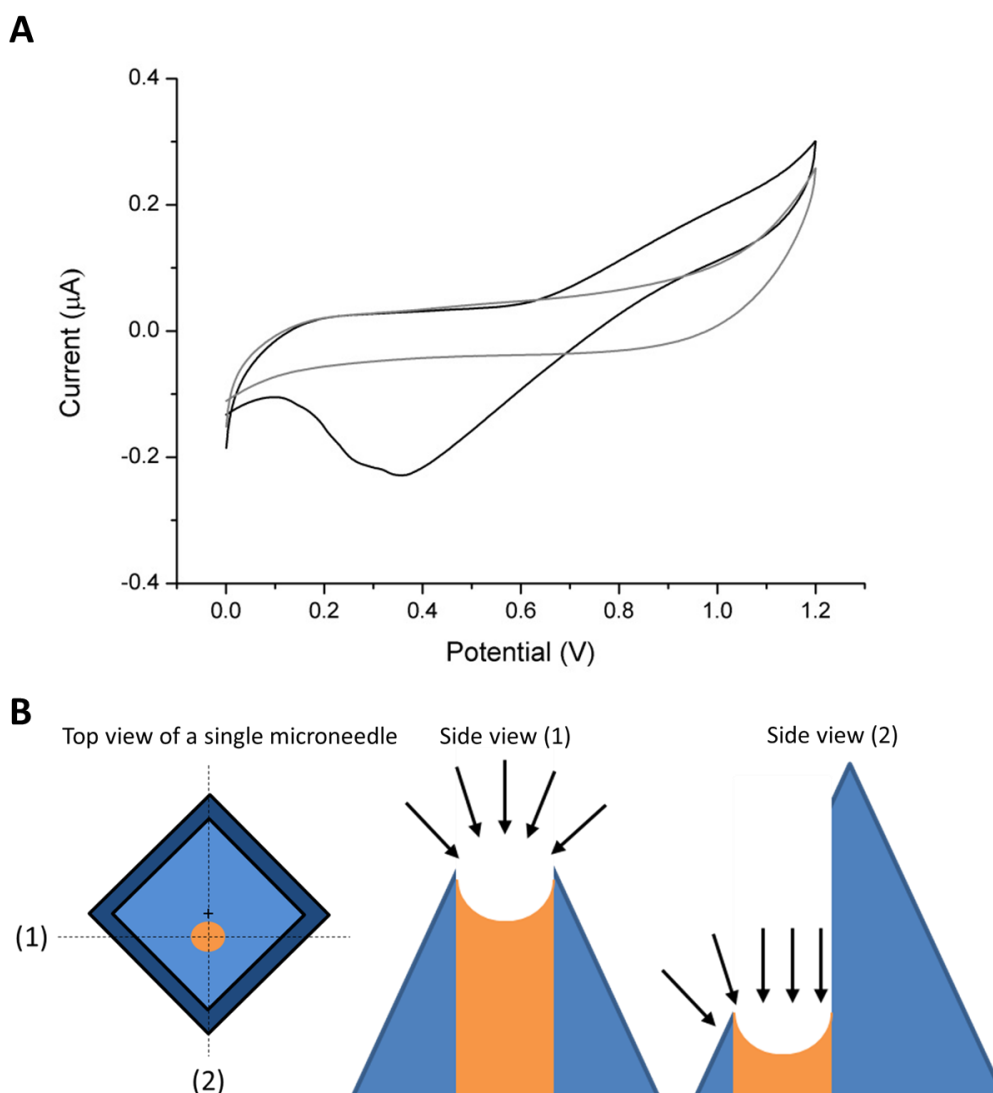 A
0.4
0.2
0.0
-0.2
-0.4
Current (µA)
0.0 0.2 0.4 0.6 0.8 1.0 1.2
Potential (V)
B
Top view of a single microneedle Side view (1) Side view (2)
(1)
(2)